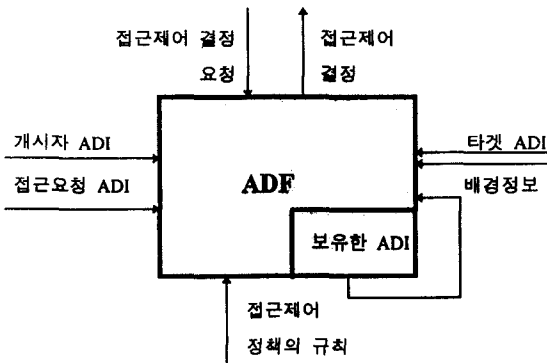 접근제어 결정
요청
접근제어
결정
개시자 ADI
접근요청 ADI
ADF
타겟 ADI
배경정보
보유한 ADI
접근제어
정책의 규칙